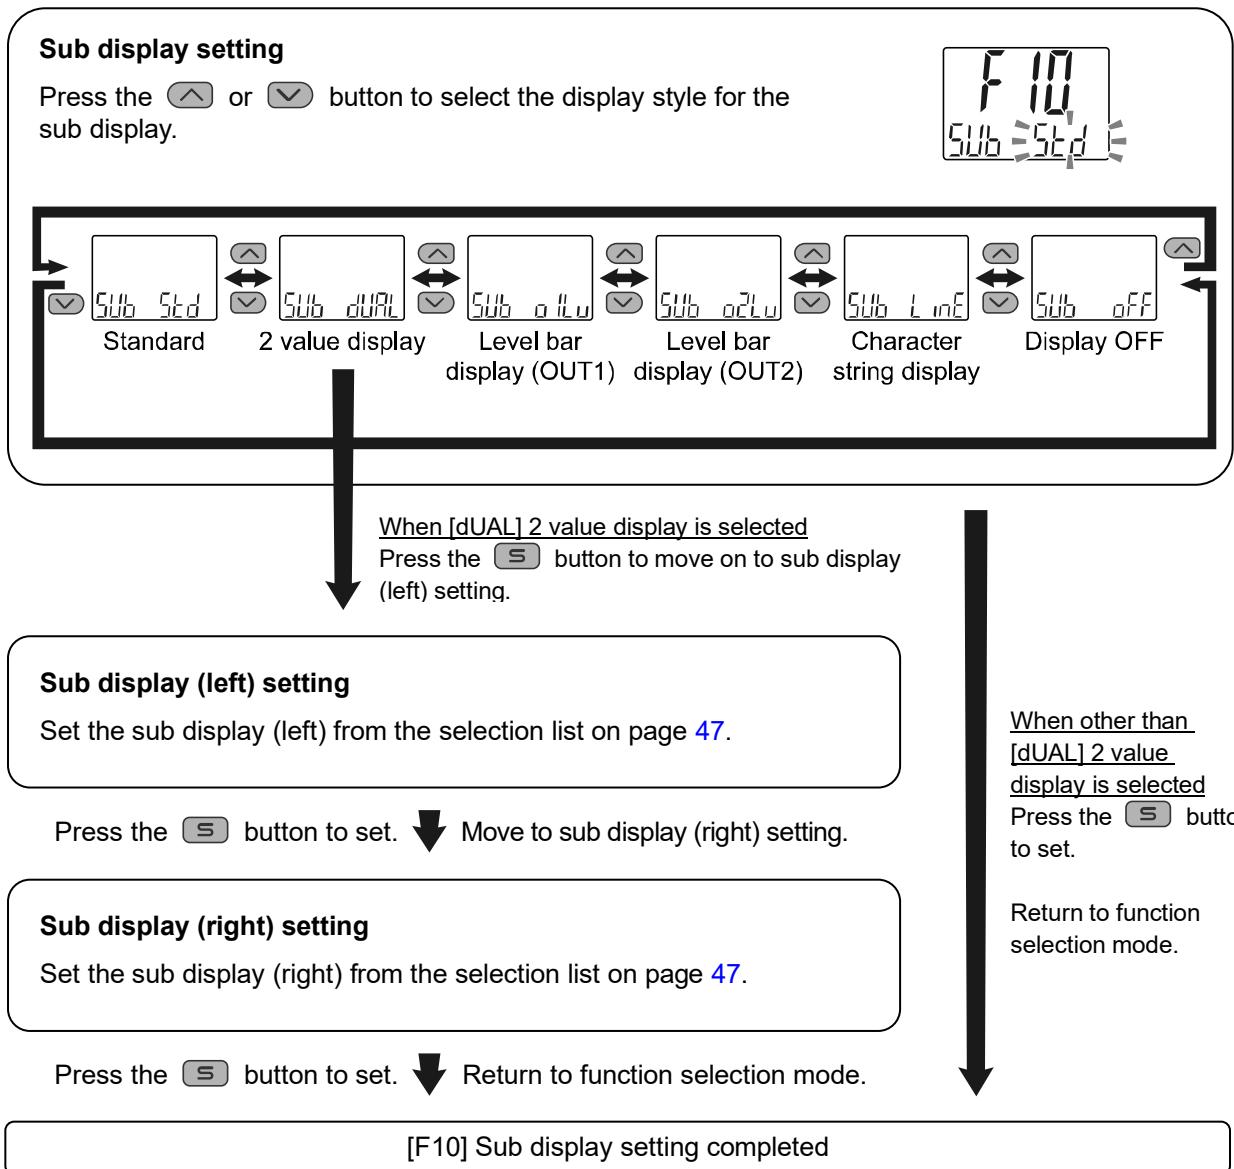 Sub display setting
Press the or button to select the display style for the
sub display.
F 10
SUb Std
SUb Std
SUb dUAL
SUb o1Lu
SUb o2Lu
SUb LinE
SUb oFF
Standard
2 value display
Level bar
display (OUT1)
Level bar
display (OUT2)
Character
string display
Display OFF
When [dUAL] 2 value display is selected
Press the S button to move on to sub display
(left) setting.
Sub display (left) setting
Set the sub display (left) from the selection list on page 47.
Press the S button to set. Move to sub display (right) setting.
Sub display (right) setting
Set the sub display (right) from the selection list on page 47.
Press the S button to set. Return to function selection mode.
When other than
[dUAL] 2 value
display is selected
Press the S butto
to set.
Return to function
selection mode.
[F10] Sub display setting completed